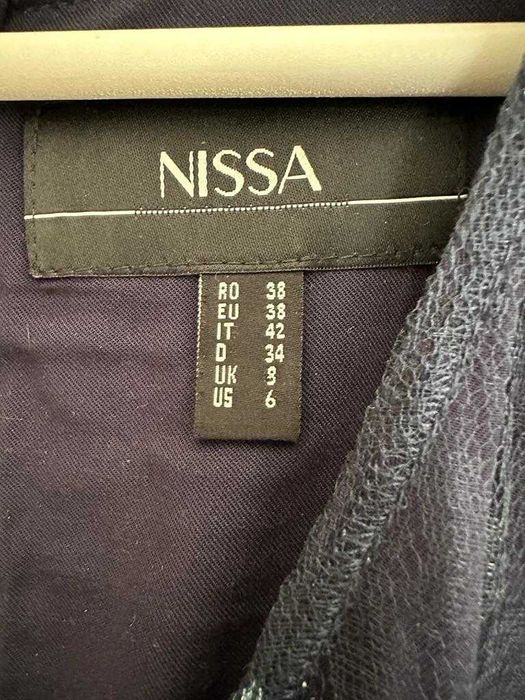 NISSA
RO 38
EU 38
IT 42
D 34
UK 8
US 6